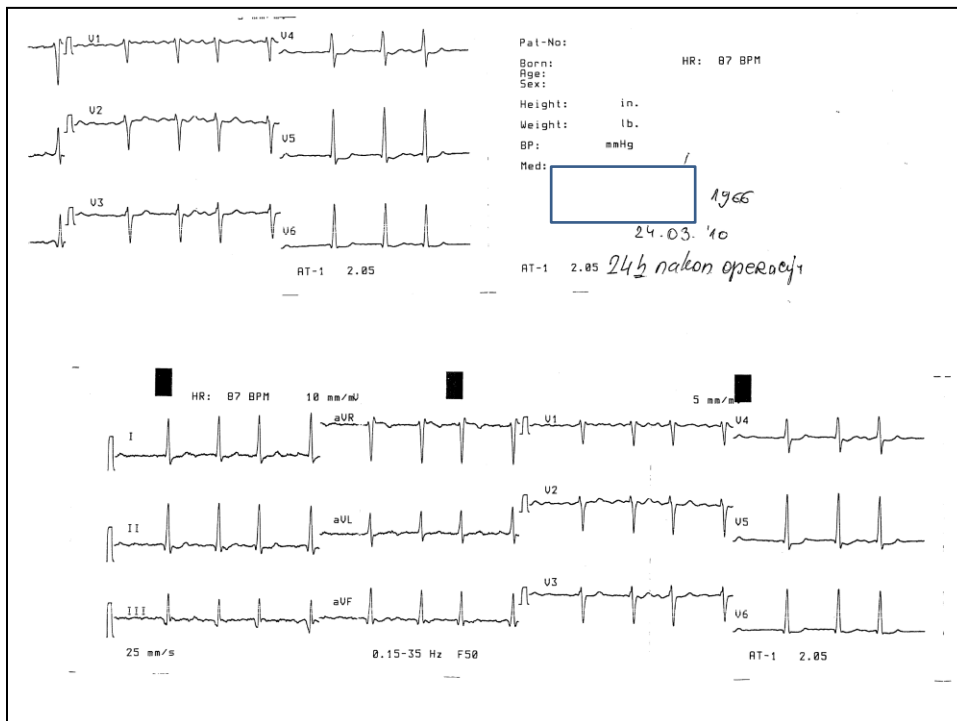 V1
V4
V2
V5
V3
V6
AT-1 2.05
Pat-No:
Born:
HR: 87 BPM
Age:
Sex:
Height: in.
Weight: lb.
BP: mmHg
Med:
1966
24.03. '10
AT-1 2.05 24h nakon
HR: 87 BPM 10 mm/mV
5 mm/mV
I
aVR
V1
V4
II
aVL
V2
V5
III
aVF
V3
V6
25 mm/s
0.15-35 Hz F50
AT-1 2.05